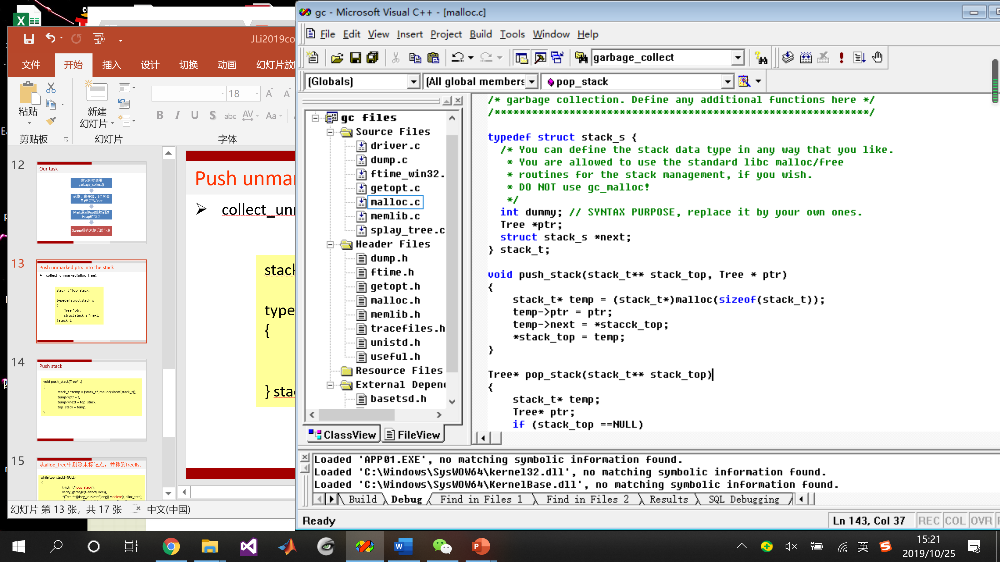 JLi2019co
文件 开始 插入 设计 切换 动画 幻灯片放
粘贴
新建
幻灯片
18
B I U S abc AV Aa
剪贴板
幻灯片
字体
12
Our task
确定何时调用
garbage_collect()
从栈、寄存器、(全局变
量)中寻找Root
Mark通过Root能够到达
Heap的节点
Sweep所有未标记的节点
13
Push unmarked ptrs into the stack
collect_unmarked(alloc_tree);
stack_t *top_stack;
typedef struct stack_s
{
Tree *ptr;
struct stack_s *next;
} stack_t;
14
Push stack
void push_stack(Tree* t)
{
stack_t *temp = (stack_t*)malloc(sizeof(stack_t));
temp->ptr = t;
temp->next = top_stack;
top_stack = temp;
}
15
从alloc_tree中删除未标记点，并移到freelist
while(top_stack!=NULL)
{
t=(ptr_t*)pop_stack();
verify_garbage(t+sizeof(Tree));
*(Tree **)(dseg_lo+sizeof(long)) = delete(t, alloc_tree);
Push unmar
collect_unr
stack
type
{
} stac
幻灯片 第 13 张，共 17 张 中文(中国)
gc - Microsoft Visual C++ - [malloc.c]
File Edit View Insert Project Build Tools Window Help
garbage_collect
(Globals) (All global members pop_stack
gc files
Source Files
driver.c
dump.c
ftime_win32.
getopt.c
malloc.c
memlib.c
splay_tree.c
Header Files
dump.h
ftime.h
getopt.h
malloc.h
memlib.h
tracefiles.h
unistd.h
useful.h
Resource Files
External Depen
basetsd.h
ClassView FileView
/* garbage collection. Define any additional functions here */
/************************************************************/
typedef struct stack_s {
/* You can define the stack data type in any way that you like.
* You are allowed to use the standard libc malloc/free
* routines for the stack management, if you wish.
* DO NOT use gc_malloc!
*/
int dummy; // SYNTAX PURPOSE, replace it by your own ones.
Tree *ptr;
struct stack_s *next;
} stack_t;
void push_stack(stack_t** stack_top, Tree * ptr)
{
stack_t* temp = (stack_t*)malloc(sizeof(stack_t));
temp->ptr = ptr;
temp->next = *stacck_top;
*stack_top = temp;
}
Tree* pop_stack(stack_t** stack_top)
{
stack_t* temp;
Tree* ptr;
if (stack_top ==NULL)
Loaded 'APP01.EXE', no matching symbolic information found.
Loaded 'C:\Windows\SysWOW64\kernel32.dll', no matching symbolic information found.
Loaded 'C:\Windows\SysWOW64\KernelBase.dll', no matching symbolic information found.
Build Debug Find in Files 1 Find in Files 2 Results SQL Debugging
Ready
Ln 143, Col 37 REC COL OVR
英
15:21
2019/10/25